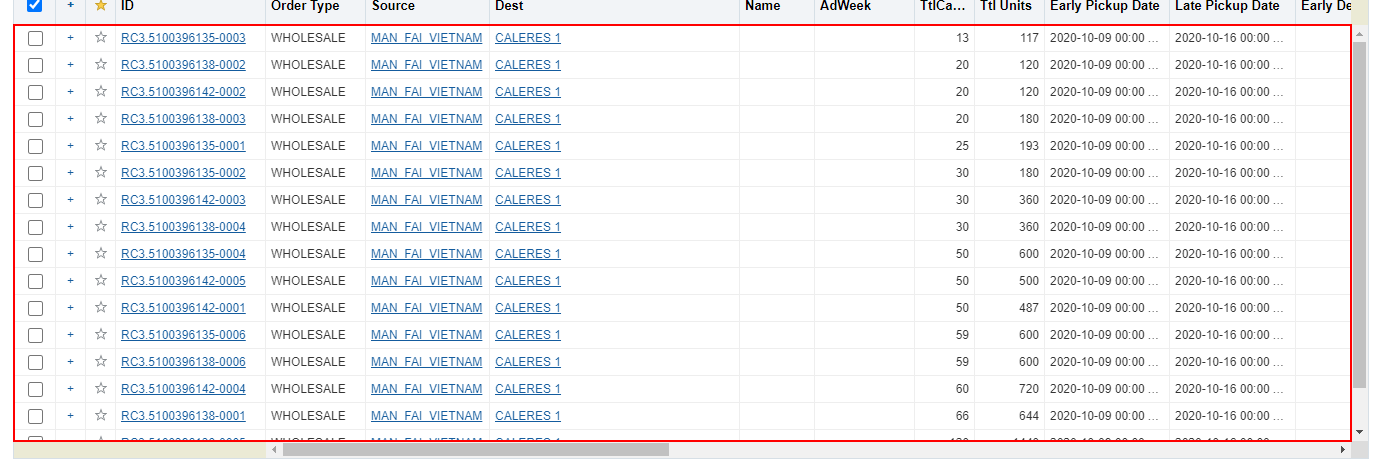 + ID Order Type Source Dest Name AdWeek TtlCa... Ttl Units Early Pickup Date Late Pickup Date Early De
+ RC3.5100396135-0003 WHOLESALE MAN_FAI_VIETNAM CALERES 1 13 117 2020-10-09 00:00 ... 2020-10-16 00:00 ...
+ RC3.5100396138-0002 WHOLESALE MAN_FAI_VIETNAM CALERES 1 20 120 2020-10-09 00:00 ... 2020-10-16 00:00 ...
+ RC3.5100396142-0002 WHOLESALE MAN_FAI_VIETNAM CALERES 1 20 120 2020-10-09 00:00 ... 2020-10-16 00:00 ...
+ RC3.5100396138-0003 WHOLESALE MAN_FAI_VIETNAM CALERES 1 20 180 2020-10-09 00:00 ... 2020-10-16 00:00 ...
+ RC3.5100396135-0001 WHOLESALE MAN_FAI_VIETNAM CALERES 1 25 193 2020-10-09 00:00 ... 2020-10-16 00:00 ...
+ RC3.5100396135-0002 WHOLESALE MAN_FAI_VIETNAM CALERES 1 30 180 2020-10-09 00:00 ... 2020-10-16 00:00 ...
+ RC3.5100396142-0003 WHOLESALE MAN_FAI_VIETNAM CALERES 1 30 360 2020-10-09 00:00 ... 2020-10-16 00:00 ...
+ RC3.5100396138-0004 WHOLESALE MAN_FAI_VIETNAM CALERES 1 30 360 2020-10-09 00:00 ... 2020-10-16 00:00 ...
+ RC3.5100396135-0004 WHOLESALE MAN_FAI_VIETNAM CALERES 1 50 600 2020-10-09 00:00 ... 2020-10-16 00:00 ...
+ RC3.5100396142-0005 WHOLESALE MAN_FAI_VIETNAM CALERES 1 50 500 2020-10-09 00:00 ... 2020-10-16 00:00 ...
+ RC3.5100396142-0001 WHOLESALE MAN_FAI_VIETNAM CALERES 1 50 487 2020-10-09 00:00 ... 2020-10-16 00:00 ...
+ RC3.5100396135-0006 WHOLESALE MAN_FAI_VIETNAM CALERES 1 59 600 2020-10-09 00:00 ... 2020-10-16 00:00 ...
+ RC3.5100396138-0006 WHOLESALE MAN_FAI_VIETNAM CALERES 1 59 600 2020-10-09 00:00 ... 2020-10-16 00:00 ...
+ RC3.5100396142-0004 WHOLESALE MAN_FAI_VIETNAM CALERES 1 60 720 2020-10-09 00:00 ... 2020-10-16 00:00 ...
+ RC3.5100396138-0001 WHOLESALE MAN_FAI_VIETNAM CALERES 1 66 644 2020-10-09 00:00 ... 2020-10-16 00:00 ...